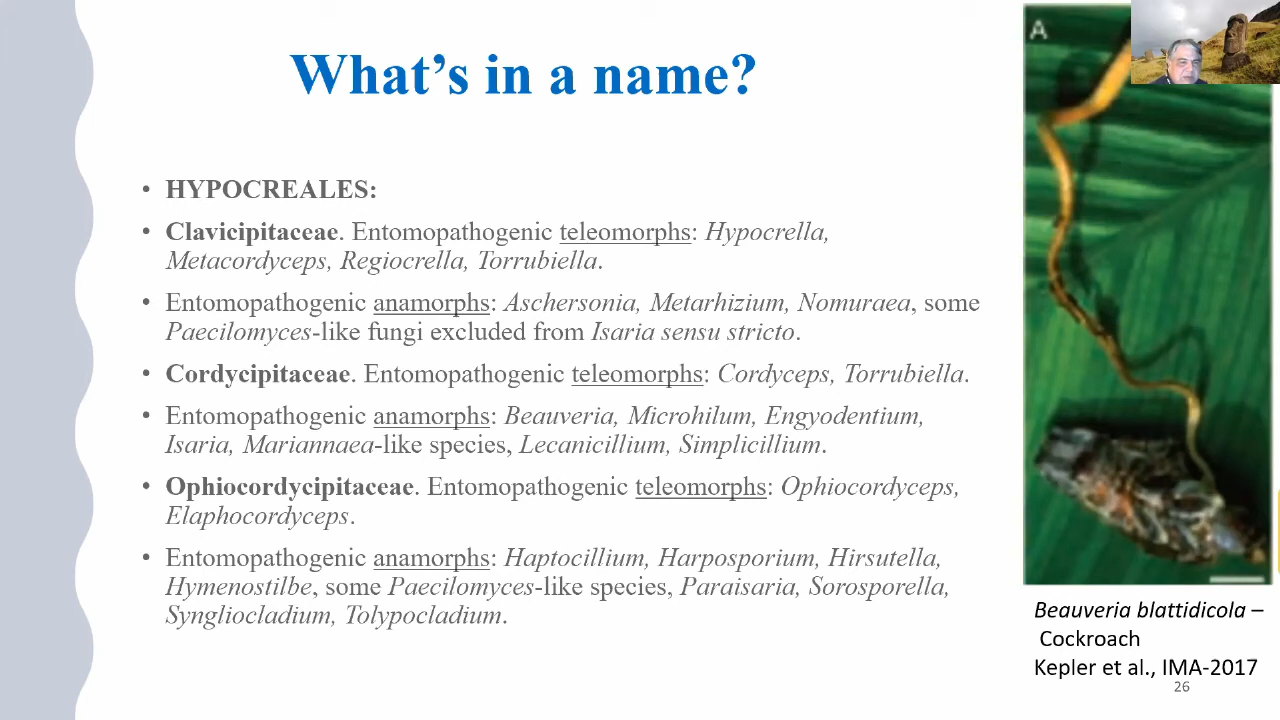 What's in a name?
• HYPOCREALES:
• Clavicipitaceae. Entomopathogenic teleomorphs: Hypocrella,
Metacordyceps, Regiocrella, Torrubiella.
• Entomopathogenic anamorphs: Aschersonia, Metarhizium, Nomuraea, some
Paecilomyces-like fungi excluded from Isaria sensu stricto.
• Cordycipitaceae. Entomopathogenic teleomorphs: Cordyceps, Torrubiella.
• Entomopathogenic anamorphs: Beauveria, Microhilum, Engyodentium,
Isaria, Mariannaea-like species, Lecanicillium, Simplicillium.
• Ophiocordycipitaceae. Entomopathogenic teleomorphs: Ophiocordyceps,
Elaphocordyceps.
• Entomopathogenic anamorphs: Haptocillium, Harposporium, Hirsutella,
Hymenostilbe, some Paecilomyces-like species, Paraisaria, Sorosporella,
Syngliocladium, Tolypocladium.
A
Beauveria blattidicola –
Cockroach
Kepler et al., IMA-2017
26